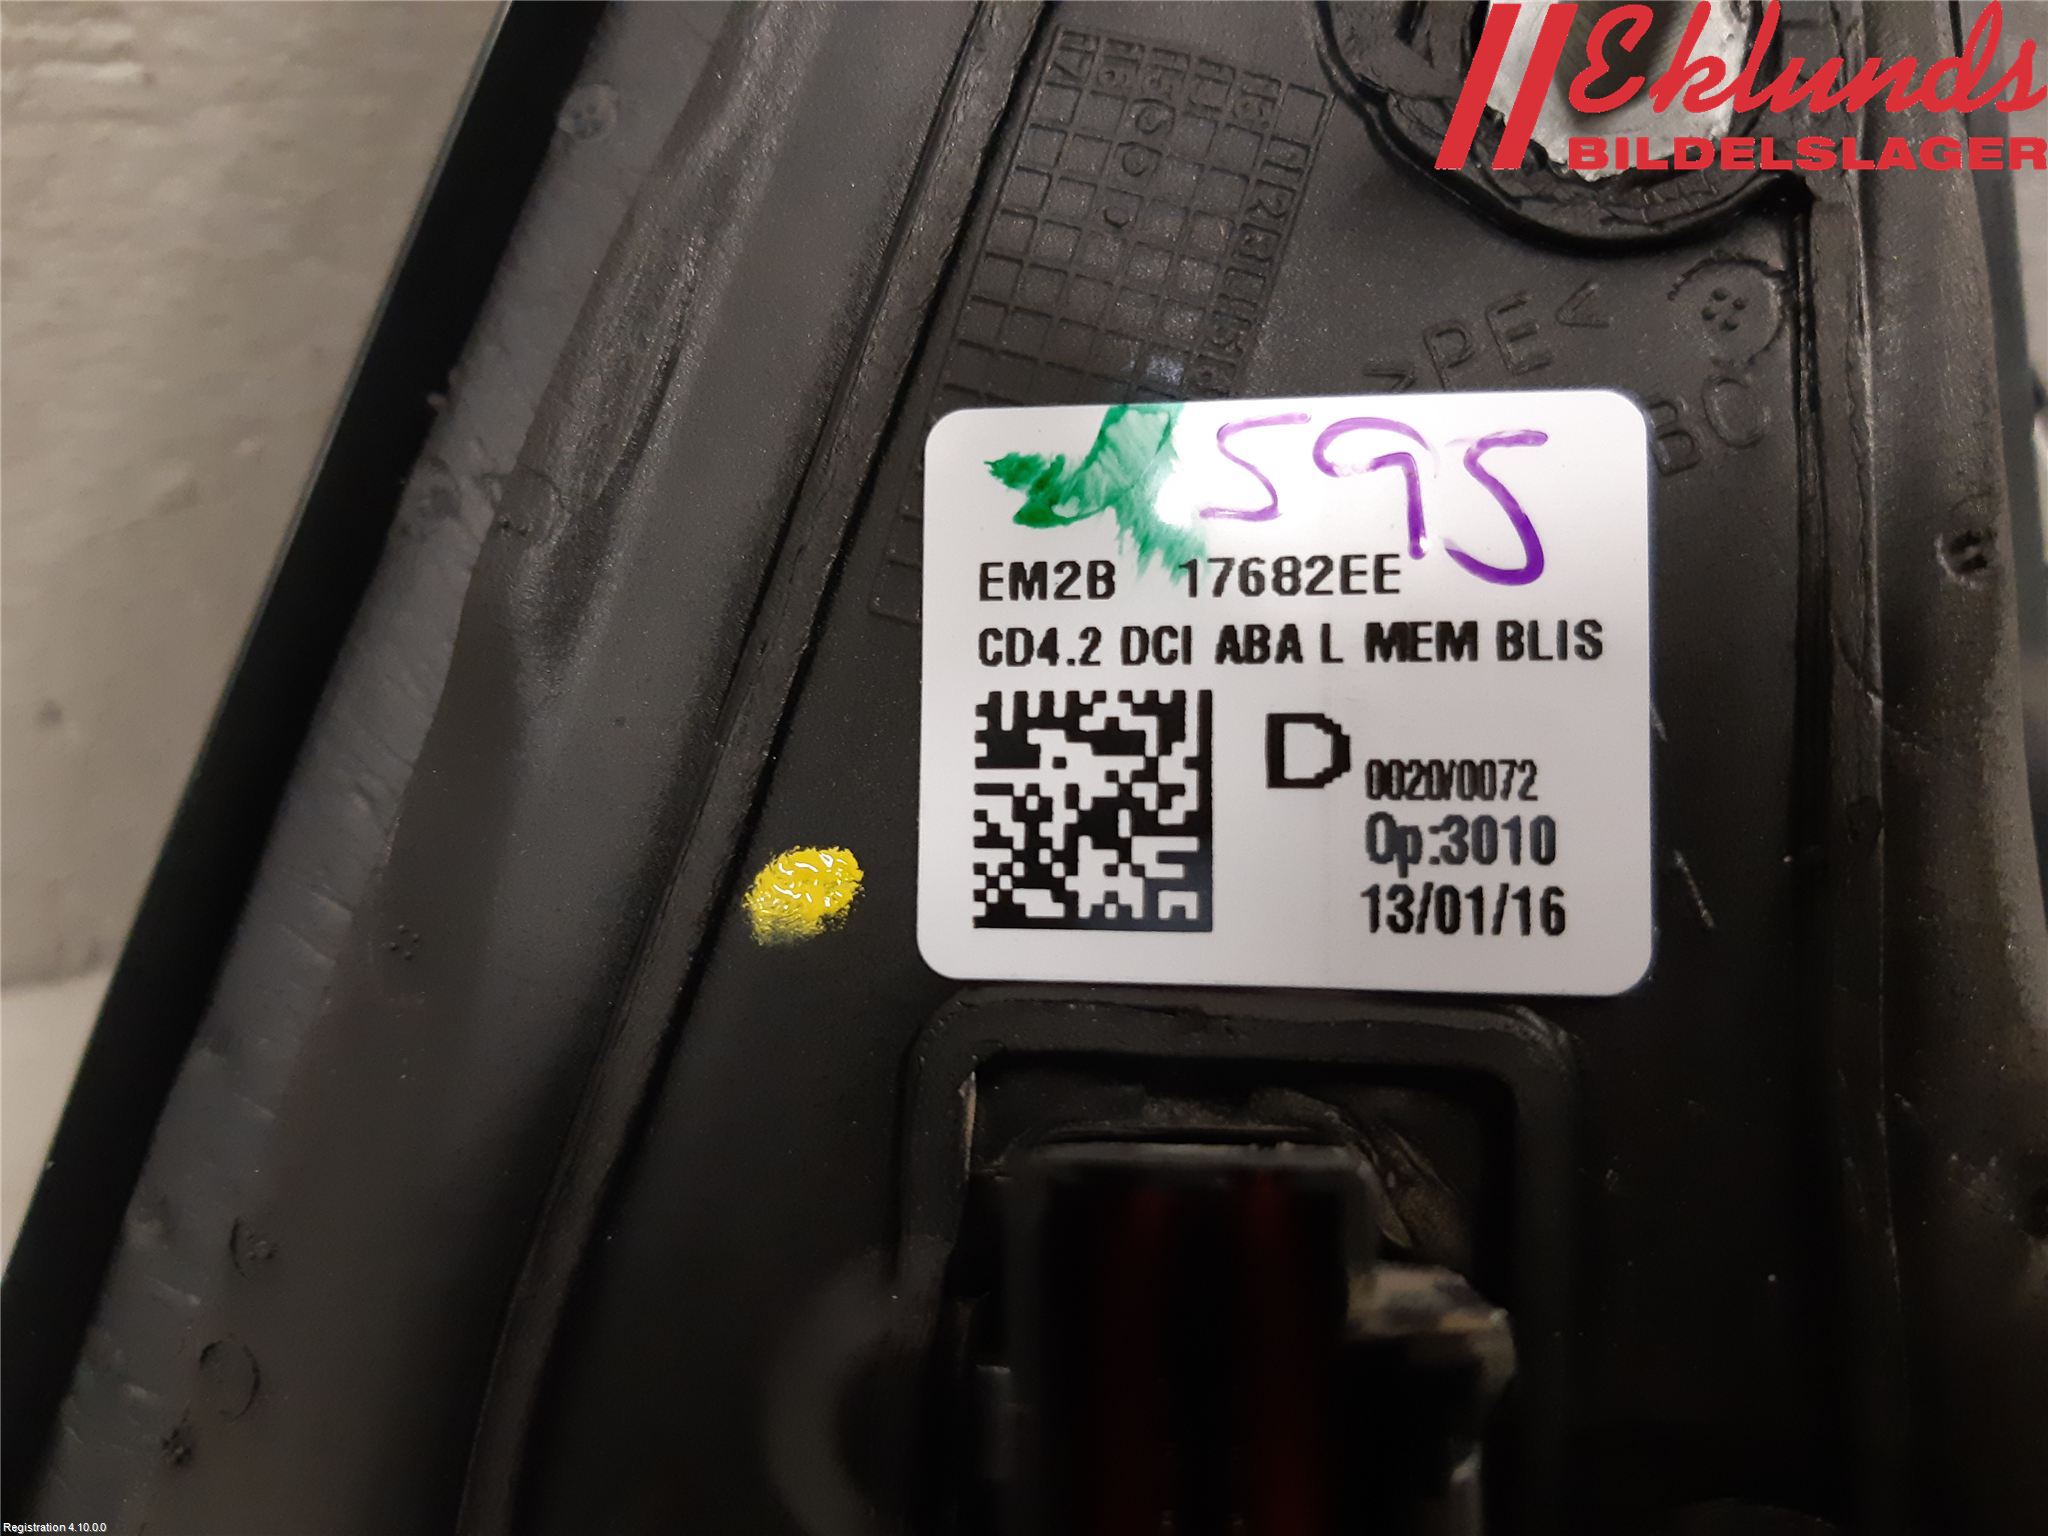 Eklunds
BILDELSLAGER
>PE<
595
EM2B 17682EE
CD4.2 DCI ABA L MEM BLIS
D
0020/0072
Op:3010
13/01/16
Registration 4.10.0.0